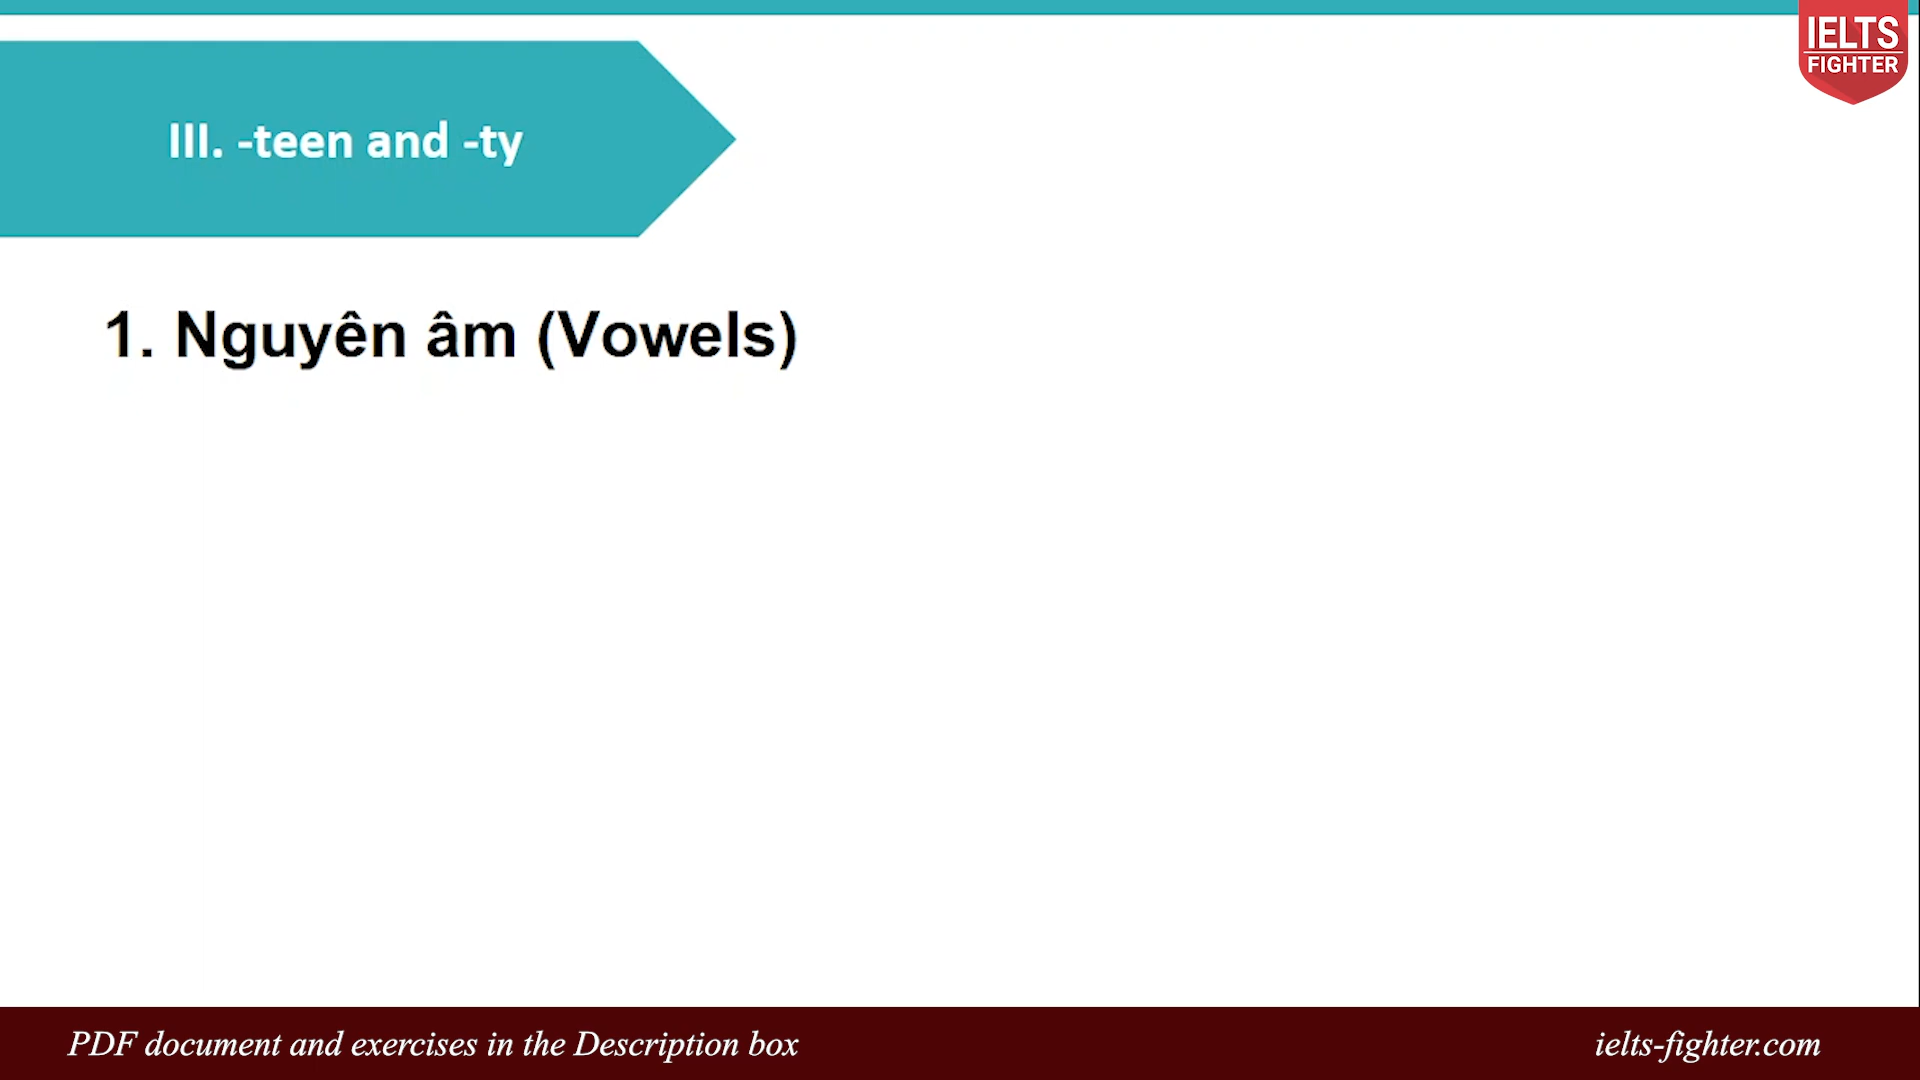 IELTS
FIGHTER
III. -teen and -ty
1. Nguyên âm (Vowels)
PDF document and exercises in the Description box
ielts-fighter.com